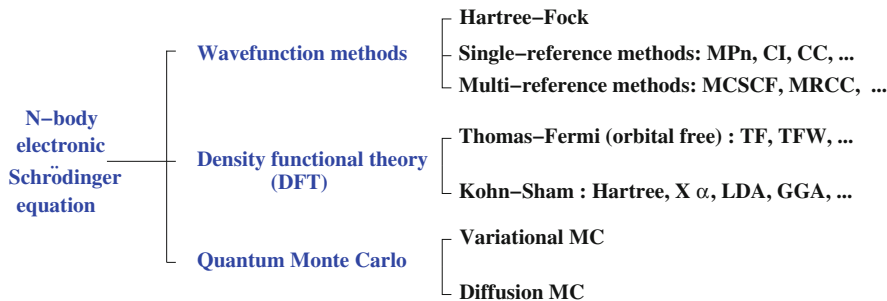 N−body
electronic
Schrödinger
equation
Wavefunction methods
Hartree−Fock
Single−reference methods: MPn, CI, CC, ...
Multi−reference methods: MCSCF, MRCC, ...
Density functional theory
(DFT)
Thomas−Fermi (orbital free) : TF, TFW, ...
Kohn−Sham : Hartree, X α, LDA, GGA, ...
Quantum Monte Carlo
Variational MC
Diffusion MC